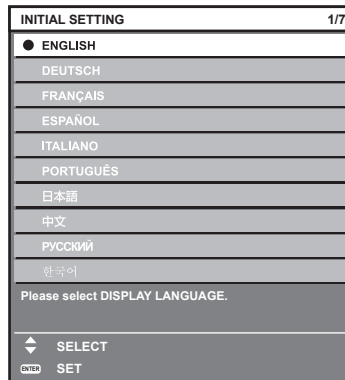 INITIAL SETTING 1/7
ENGLISH
DEUTSCH
FRANÇAIS
ESPAÑOL
ITALIANO
PORTUGUÊS
日本語
中文
РУССКИЙ
한국어
Please select DISPLAY LANGUAGE.
SELECT
ENTER SET